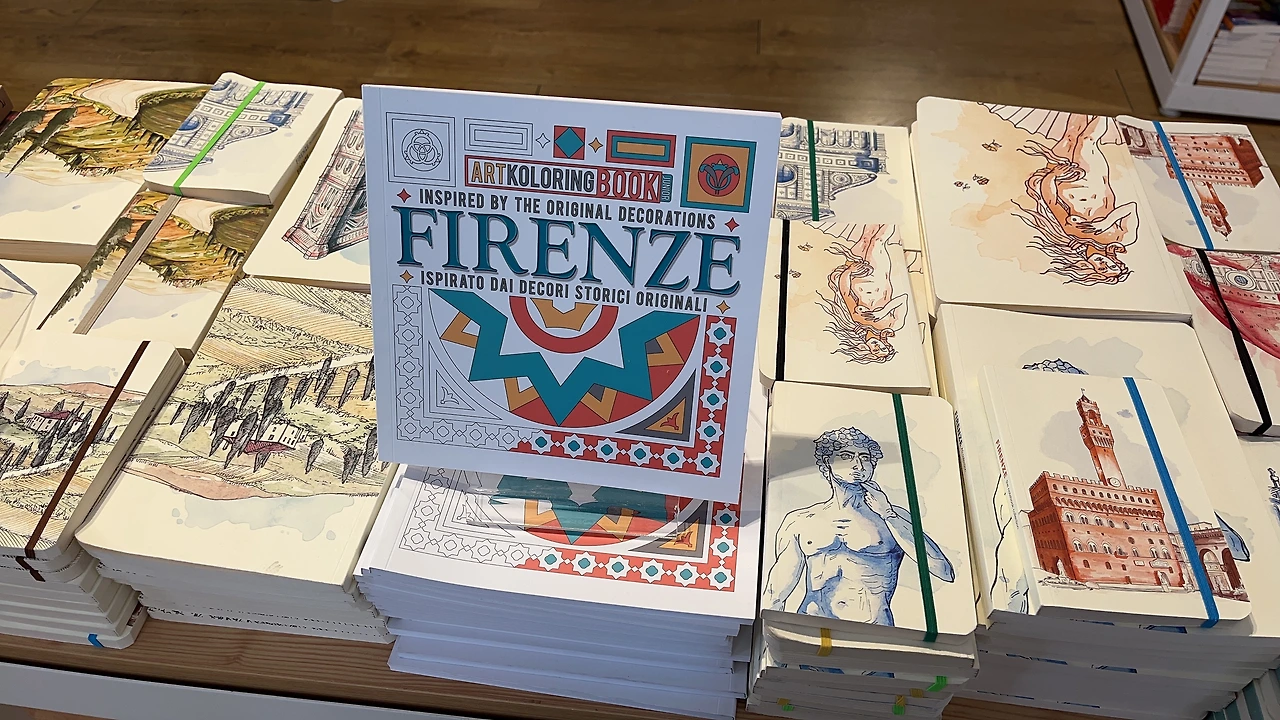 ARTKOLORINGBOOK
INSPIRED BY THE ORIGINAL DECORATIONS
FIRENZE
ISPIRATO DAI DECORI STORICI ORIGINALI